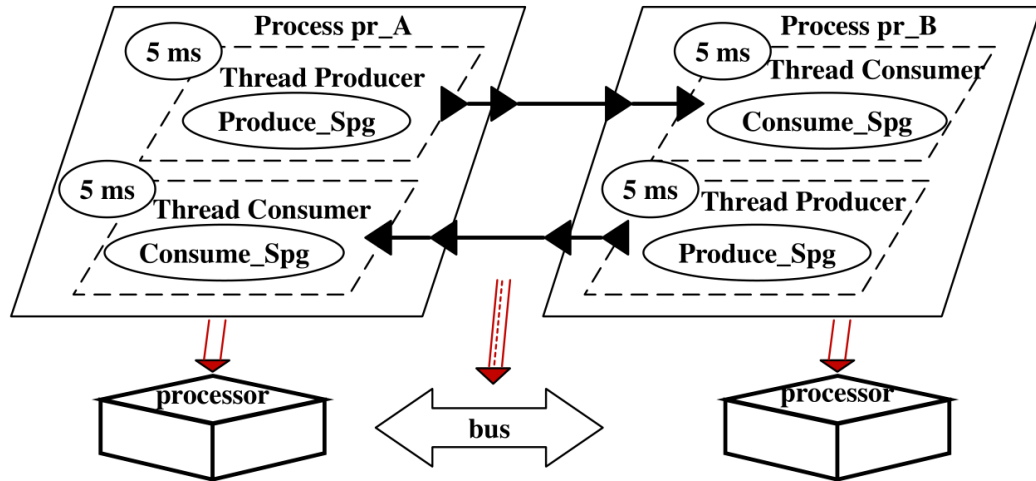 Process pr_A
5 ms
Thread Producer
Produce_Spg
5 ms
Thread Consumer
Consume_Spg
Process pr_B
5 ms
Thread Consumer
Consume_Spg
5 ms
Thread Producer
Produce_Spg
processor
bus
processor